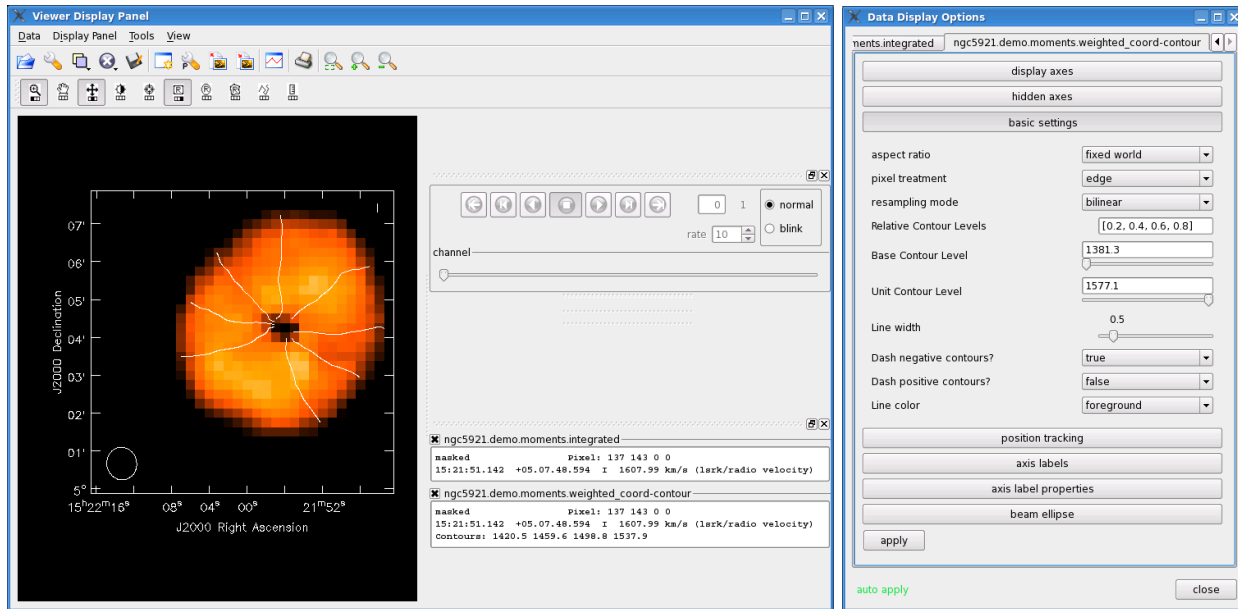 Viewer Display Panel
Data Display Panel Tools View
07'
06'
05'
04'
03'
02'
01'
5°
J2000 Declination
15ʰ22ᵐ16ˢ 08ˢ 04ˢ 00ˢ 21ᵐ52ˢ
J2000 Right Ascension
0 1
normal
rate 10
blink
channel
ngc5921.demo.moments.integrated
masked Pixel: 137 143 0 0
15:21:51.142 +05.07.48.594 I 1607.99 km/s (lsrk/radio velocity)
ngc5921.demo.moments.weighted_coord-contour
masked Pixel: 137 143 0 0
15:21:51.142 +05.07.48.594 I 1607.99 km/s (lsrk/radio velocity)
Contours: 1420.5 1459.6 1498.8 1537.9
Data Display Options
ments.integrated ngc5921.demo.moments.weighted_coord-contour
display axes
hidden axes
basic settings
aspect ratio fixed world
pixel treatment edge
resampling mode bilinear
Relative Contour Levels [0.2, 0.4, 0.6, 0.8]
Base Contour Level 1381.3
Unit Contour Level 1577.1
Line width 0.5
Dash negative contours? true
Dash positive contours? false
Line color foreground
position tracking
axis labels
axis label properties
beam ellipse
apply
auto apply close